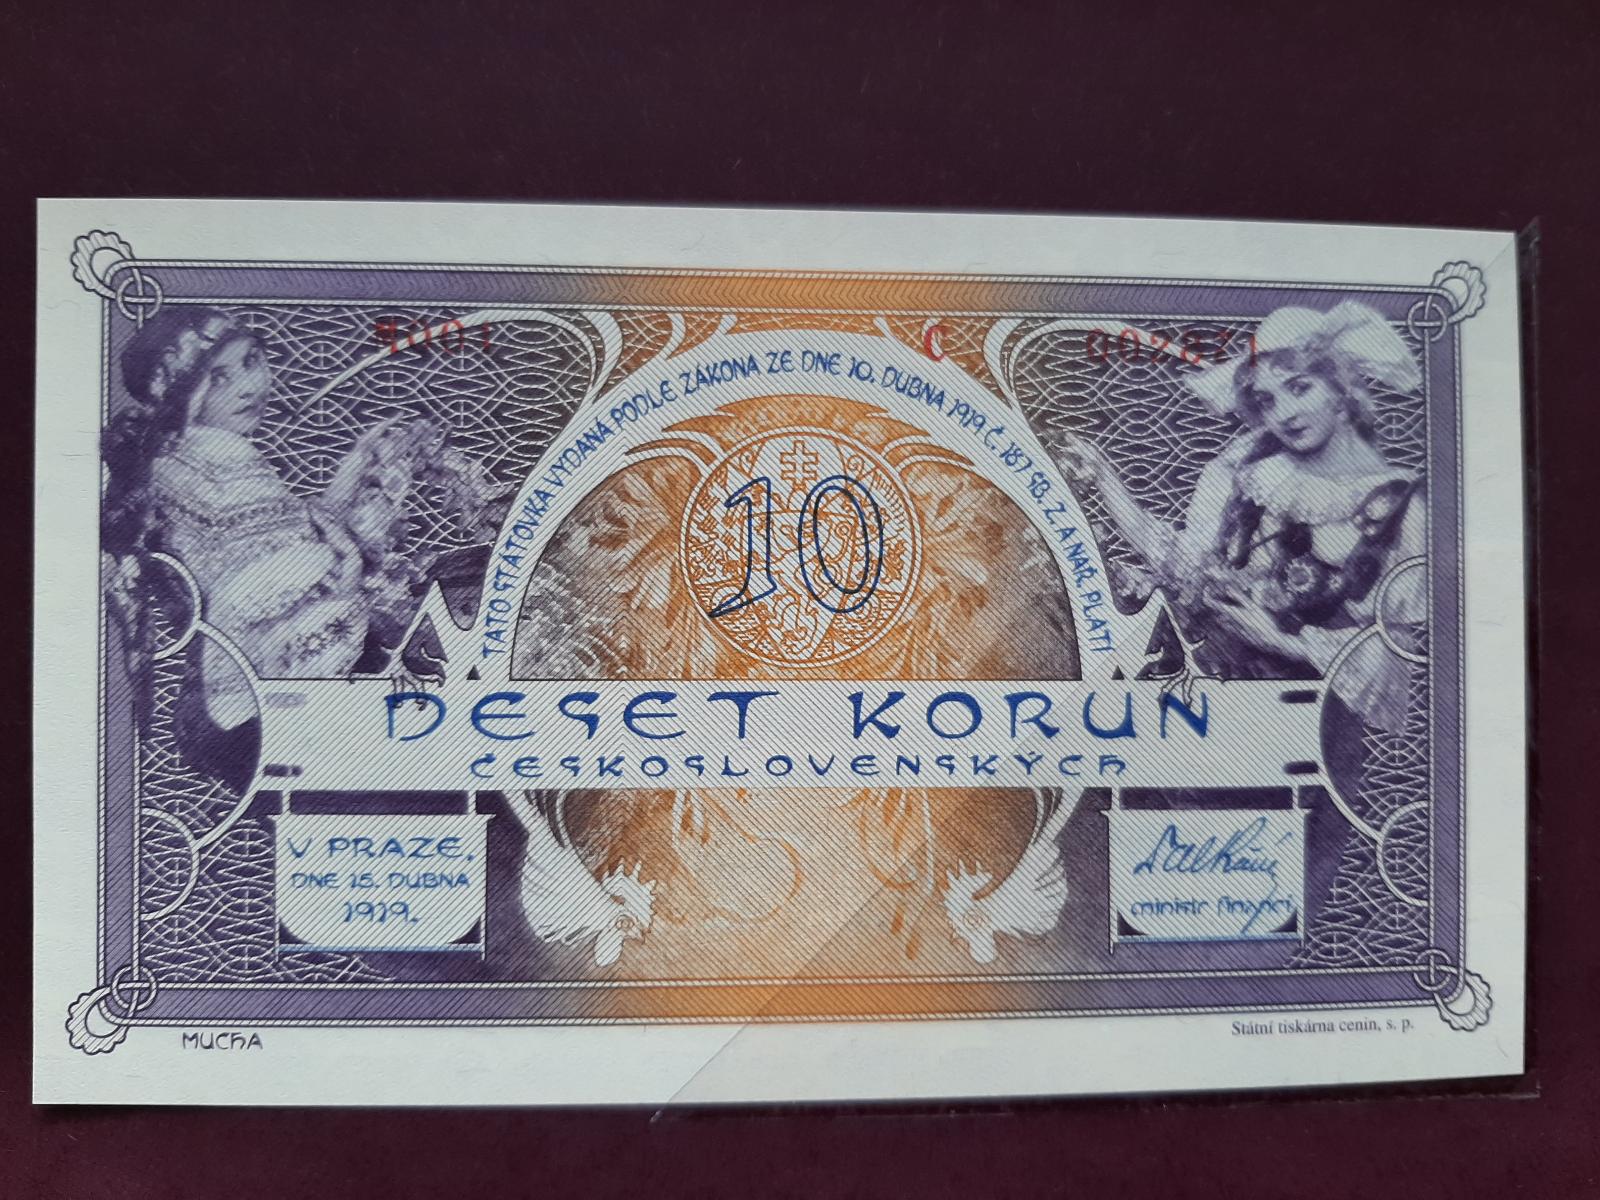 H001 C 002871
TATO STÁTOVKA VYDANÁ PODLE ZÁKONA ZE DNE 10. DUBNA 1919 Č. 187 SB. Z. A NAŘ. PLATÍ
10
DESET KORUN
ČESKOSLOVENSKÝCH
V PRAZE,
DNE 15. DUBNA
1919.
ministr financí
MUCHA
Státní tiskárna cenin, s. p.